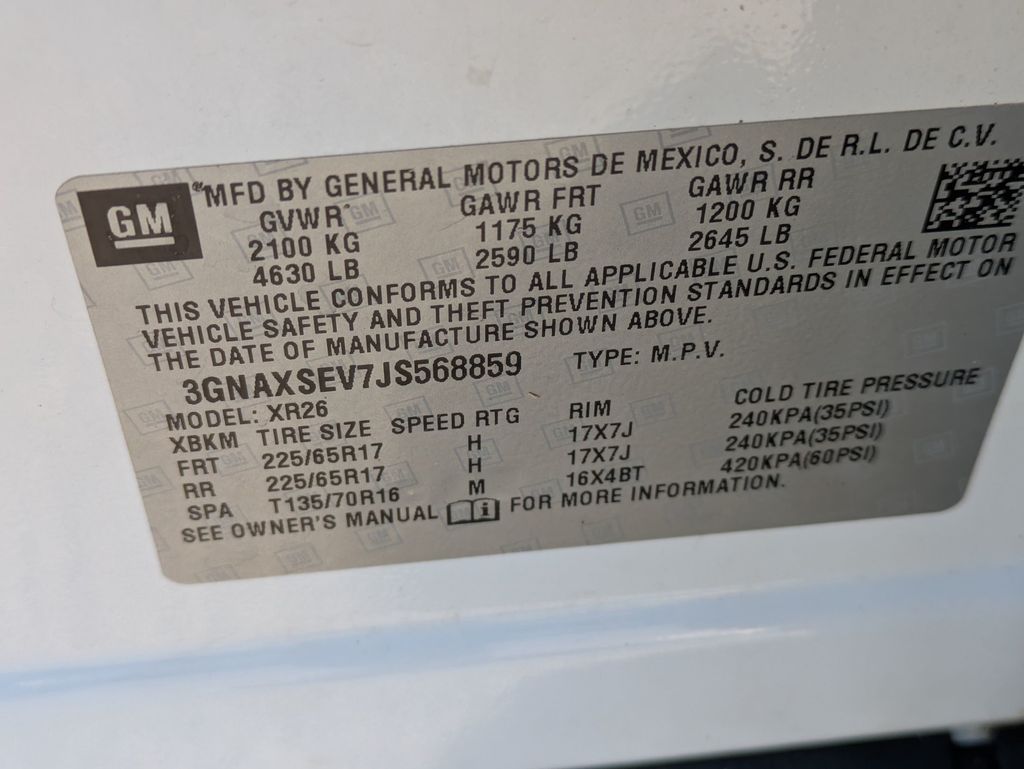 GM
MFD BY GENERAL MOTORS DE MEXICO, S. DE R.L. DE C.V.
GVWR GAWR FRT GAWR RR
2100 KG 1175 KG 1200 KG
4630 LB 2590 LB 2645 LB
THIS VEHICLE CONFORMS TO ALL APPLICABLE U.S. FEDERAL MOTOR
VEHICLE SAFETY AND THEFT PREVENTION STANDARDS IN EFFECT ON
THE DATE OF MANUFACTURE SHOWN ABOVE.
3GNAXSEV7JS568859 TYPE: M.P.V.
MODEL: XR26
XBKM TIRE SIZE SPEED RTG RIM COLD TIRE PRESSURE
FRT 225/65R17 H 17X7J 240KPA(35PSI)
RR 225/65R17 H 17X7J 240KPA(35PSI)
SPA T135/70R16 M 16X4BT 420KPA(60PSI)
SEE OWNER'S MANUAL FOR MORE INFORMATION.